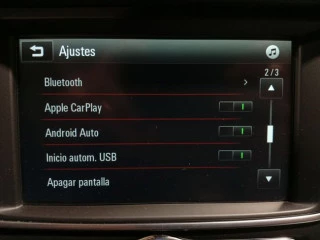 Ajustes
2/3
Bluetooth
Apple CarPlay
Android Auto
Inicio autom. USB
Apagar pantalla